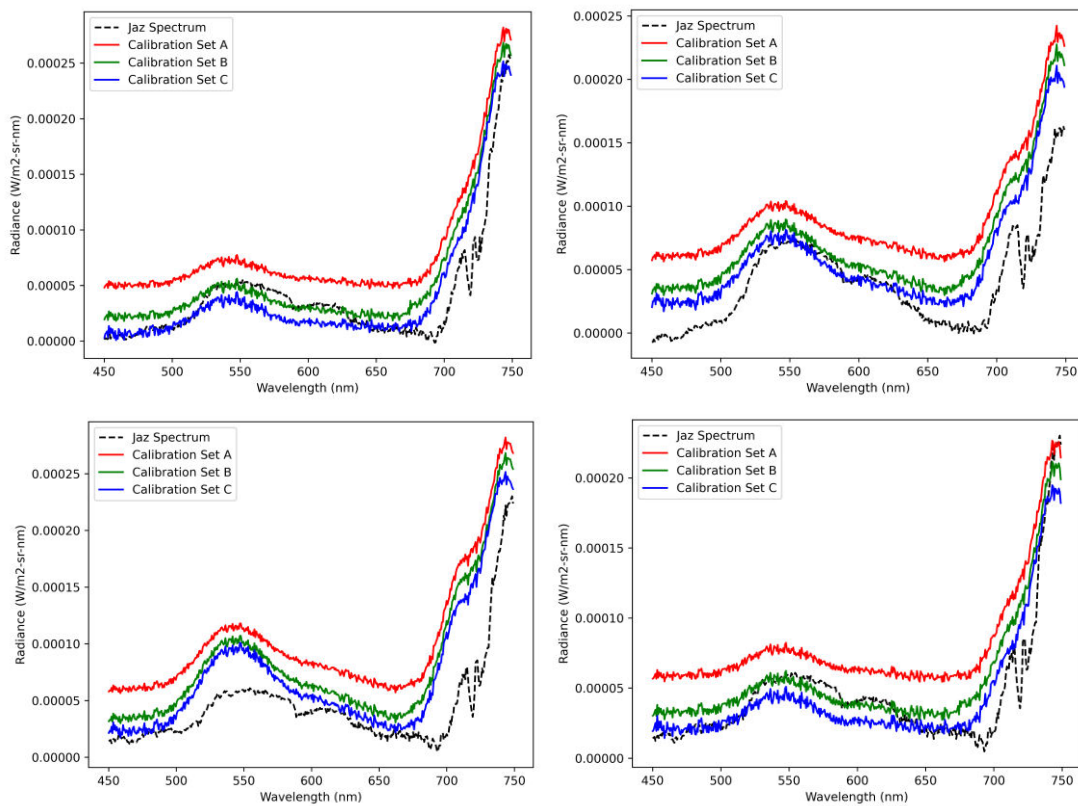 Jaz Spectrum
Calibration Set A
Calibration Set B
Calibration Set C
0.00025
0.00020
0.00015
0.00010
0.00005
0.00000
Radiance (W/m2-sr-nm)
450 500 550 600 650 700 750
Wavelength (nm)
Jaz Spectrum
Calibration Set A
Calibration Set B
Calibration Set C
0.00025
0.00020
0.00015
0.00010
0.00005
0.00000
Radiance (W/m2-sr-nm)
450 500 550 600 650 700 750
Wavelength (nm)
Jaz Spectrum
Calibration Set A
Calibration Set B
Calibration Set C
0.00025
0.00020
0.00015
0.00010
0.00005
0.00000
Radiance (W/m2-sr-nm)
450 500 550 600 650 700 750
Wavelength (nm)
Jaz Spectrum
Calibration Set A
Calibration Set B
Calibration Set C
0.00020
0.00015
0.00010
0.00005
0.00000
Radiance (W/m2-sr-nm)
450 500 550 600 650 700 750
Wavelength (nm)